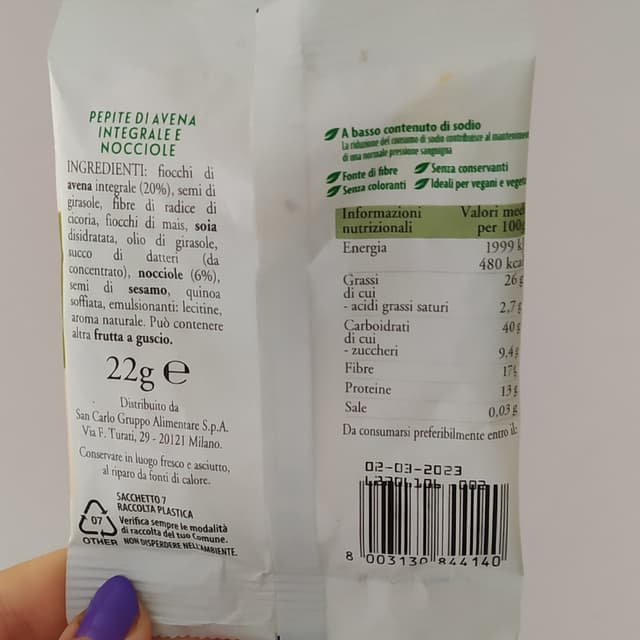 PEPITE DI AVENA
INTEGRALE E
NOCCIOLE
INGREDIENTI: fiocchi di
avena integrale (20%), semi di
girasole, fibre di radice di
cicoria, fiocchi di mais, soia
disidratata, olio di girasole,
succo di datteri (da
concentrato), nocciole (6%),
semi di sesamo, quinoa
soffiata, emulsionanti: lecitine,
aroma naturale. Può contenere
altra frutta a guscio.
22g e
Distribuito da
San Carlo Gruppo Alimentare S.p.A.
Via F. Turati, 29 - 20121 Milano.
Conservare in luogo fresco e asciutto,
al riparo da fonti di calore.
SACCHETTO 7
RACCOLTA PLASTICA
Verifica sempre le modalità
di raccolta del tuo Comune.
NON DISPERDERE NELL'AMBIENTE.
07
OTHER
A basso contenuto di sodio
La riduzione del consumo di sodio contribuisce al mantenimen
di una normale pressione sanguigna
Fonte di fibre Senza conservanti
Senza coloranti Ideali per vegani e vegeta
Informazioni Valori med
nutrizionali per 100g
Energia 1999 k
480 kca
Grassi 26 g
di cui
- acidi grassi saturi 2,7 g
Carboidrati 40 g
di cui
- zuccheri 9,4 g
Fibre 17 g
Proteine 13 g
Sale 0,03 g
Da consumarsi preferibilmente entro il:
02-03-2023
8 003130 844140